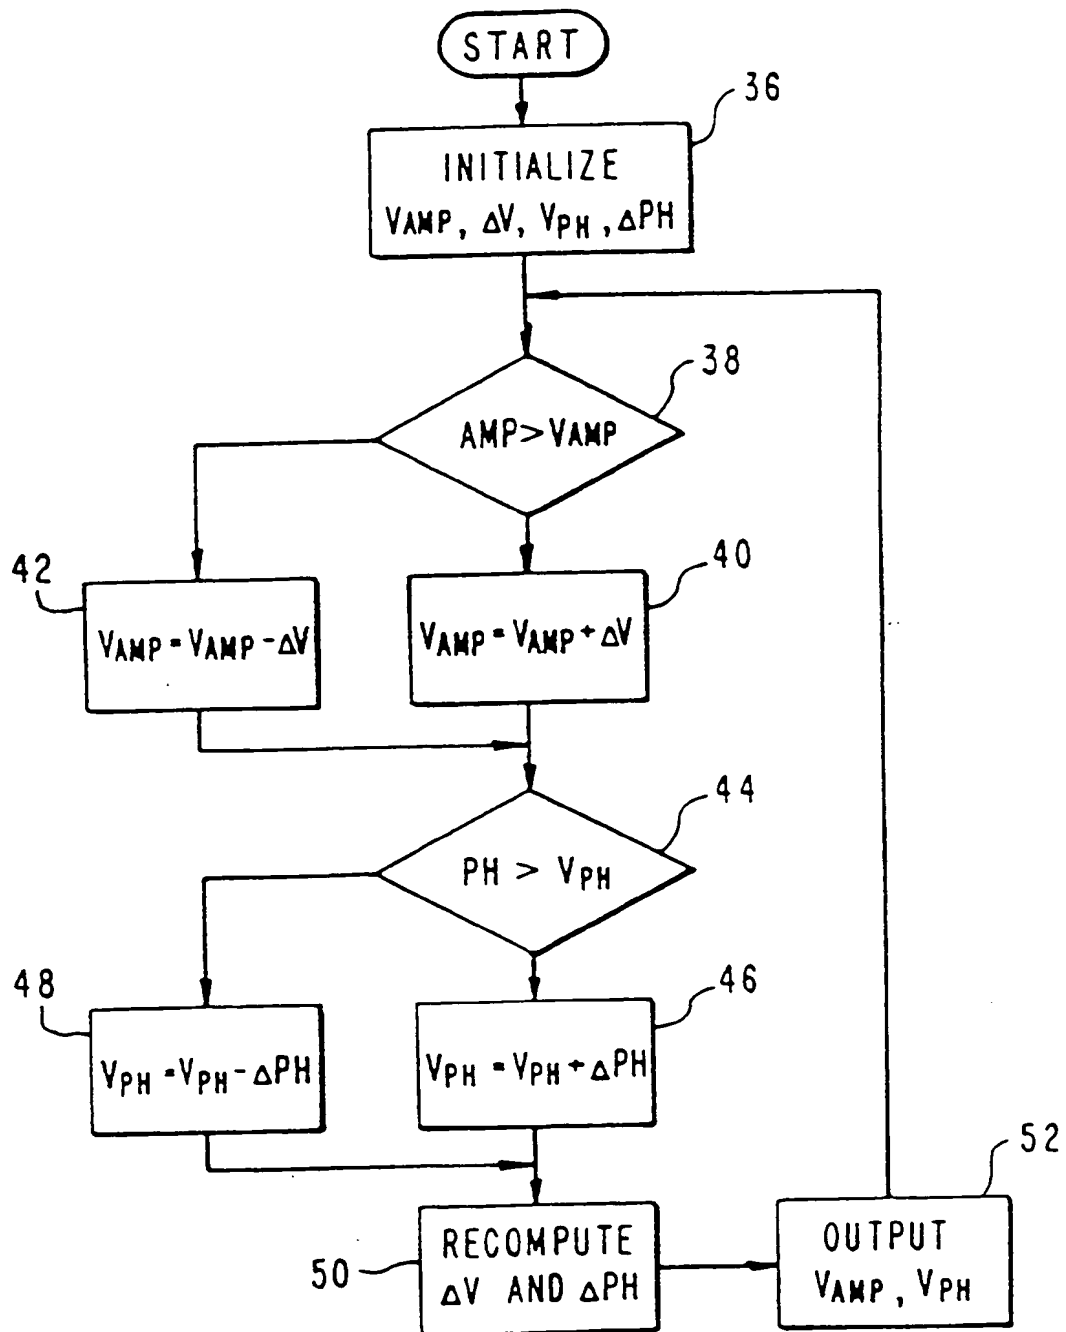 START
36
INITIALIZE
VAMP, ΔV, VPH, ΔPH
38
AMP > VAMP
42
40
VAMP = VAMP - ΔV
VAMP = VAMP + ΔV
44
PH > VPH
48
46
VPH = VPH - ΔPH
VPH = VPH + ΔPH
52
50
RECOMPUTE
ΔV AND ΔPH
OUTPUT
VAMP, VPH